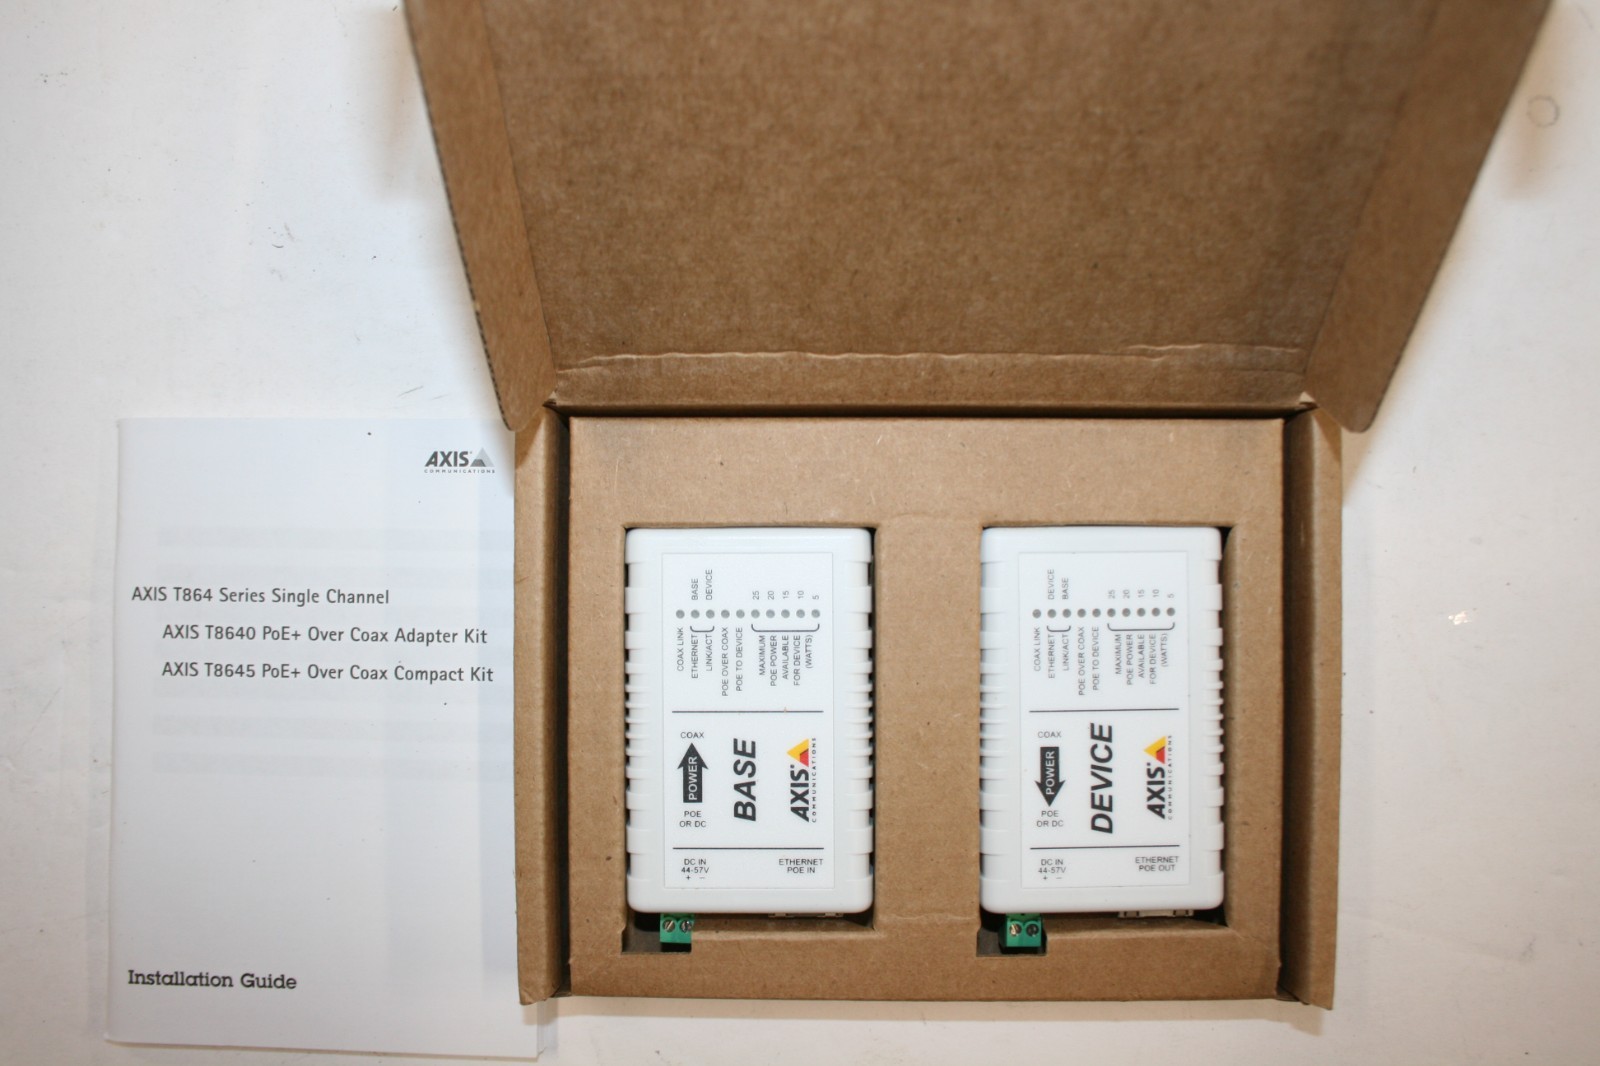 AXIS
COMMUNICATIONS
AXIS T864 Series Single Channel
AXIS T8640 PoE+ Over Coax Adapter Kit
AXIS T8645 PoE+ Over Coax Compact Kit
Installation Guide
COAX LINK
ETHERNET BASE
LINK/ACT DEVICE
POE OVER COAX
POE TO DEVICE
MAXIMUM 25
POE POWER 20
AVAILABLE 15
FOR DEVICE 10
(WATTS) 5
COAX
POWER
POE
OR DC
BASE
AXIS
COMMUNICATIONS
DC IN
44-57V
+ -
ETHERNET
POE IN
COAX LINK
ETHERNET DEVICE
LINK/ACT BASE
POE OVER COAX
POE TO DEVICE
MAXIMUM 25
POE POWER 20
AVAILABLE 15
FOR DEVICE 10
(WATTS) 5
COAX
POWER
POE
OR DC
DEVICE
AXIS
COMMUNICATIONS
DC IN
44-57V
+ -
ETHERNET
POE OUT